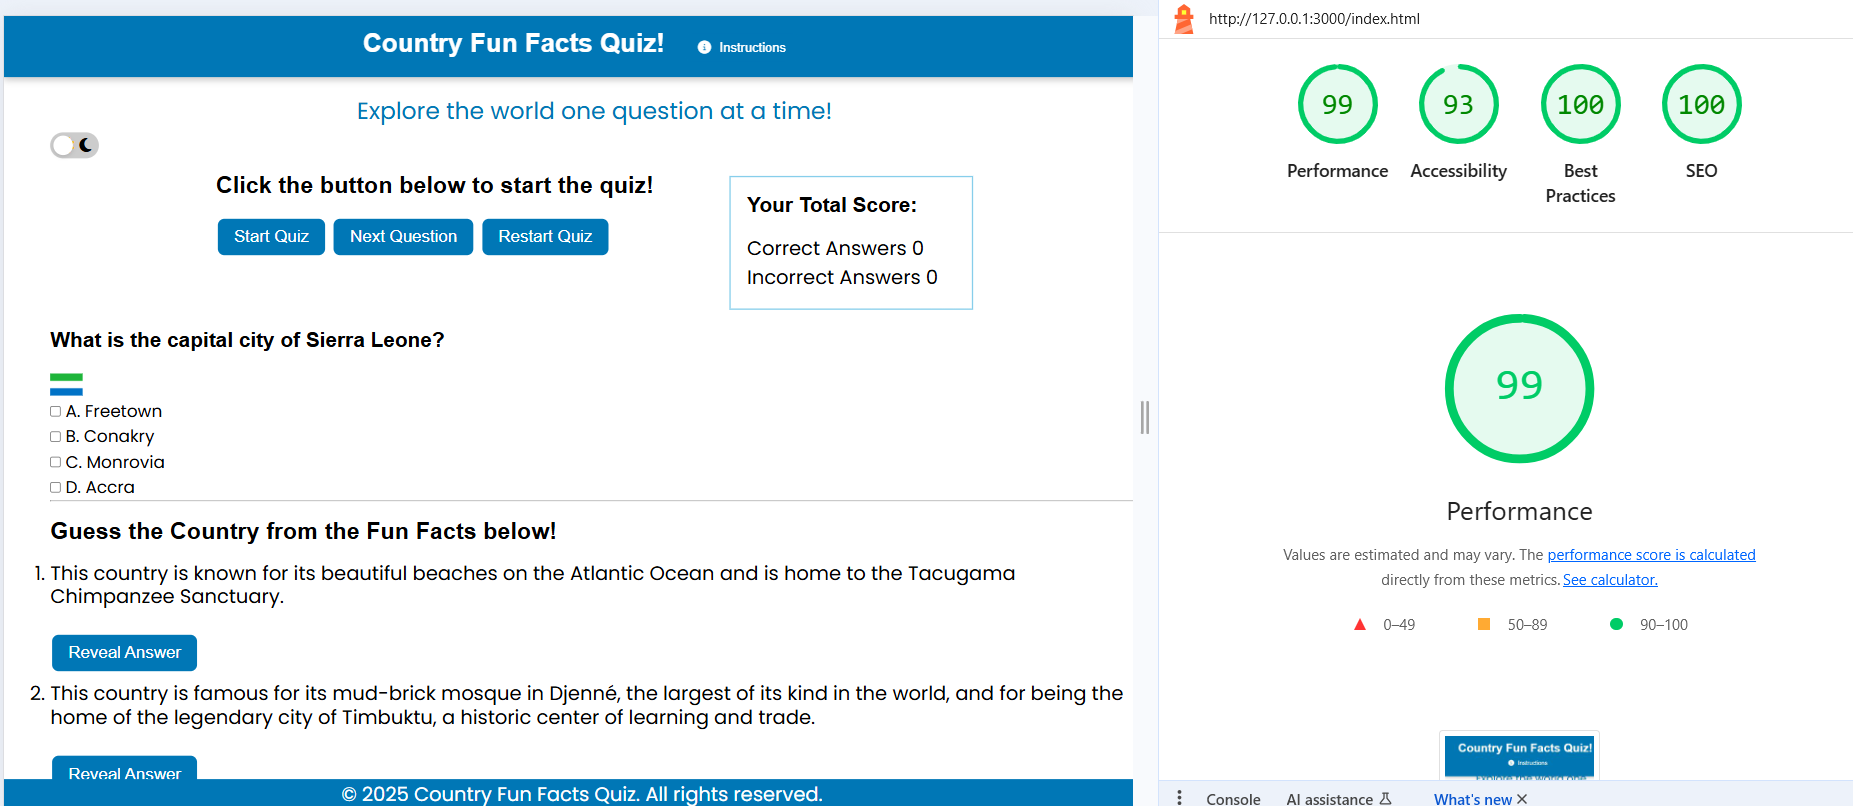 Country Fun Facts Quiz!
Instructions
Explore the world one question at a time!
Click the button below to start the quiz!
Start Quiz
Next Question
Restart Quiz
Your Total Score:
Correct Answers 0
Incorrect Answers 0
What is the capital city of Sierra Leone?
A. Freetown
B. Conakry
C. Monrovia
D. Accra
Guess the Country from the Fun Facts below!
1. This country is known for its beautiful beaches on the Atlantic Ocean and is home to the Tacugama
Chimpanzee Sanctuary.
Reveal Answer
2. This country is famous for its mud-brick mosque in Djenné, the largest of its kind in the world, and for being the
home of the legendary city of Timbuktu, a historic center of learning and trade.
Reveal Answer
© 2025 Country Fun Facts Quiz. All rights reserved.
http://127.0.0.1:3000/index.html
99
93
100
100
Performance
Accessibility
Best
Practices
SEO
99
Performance
Values are estimated and may vary. The performance score is calculated
directly from these metrics. See calculator.
0–49
50–89
90–100
Country Fun Facts Quiz!
Instructions
Explore the world one
Console
AI assistance
What's new